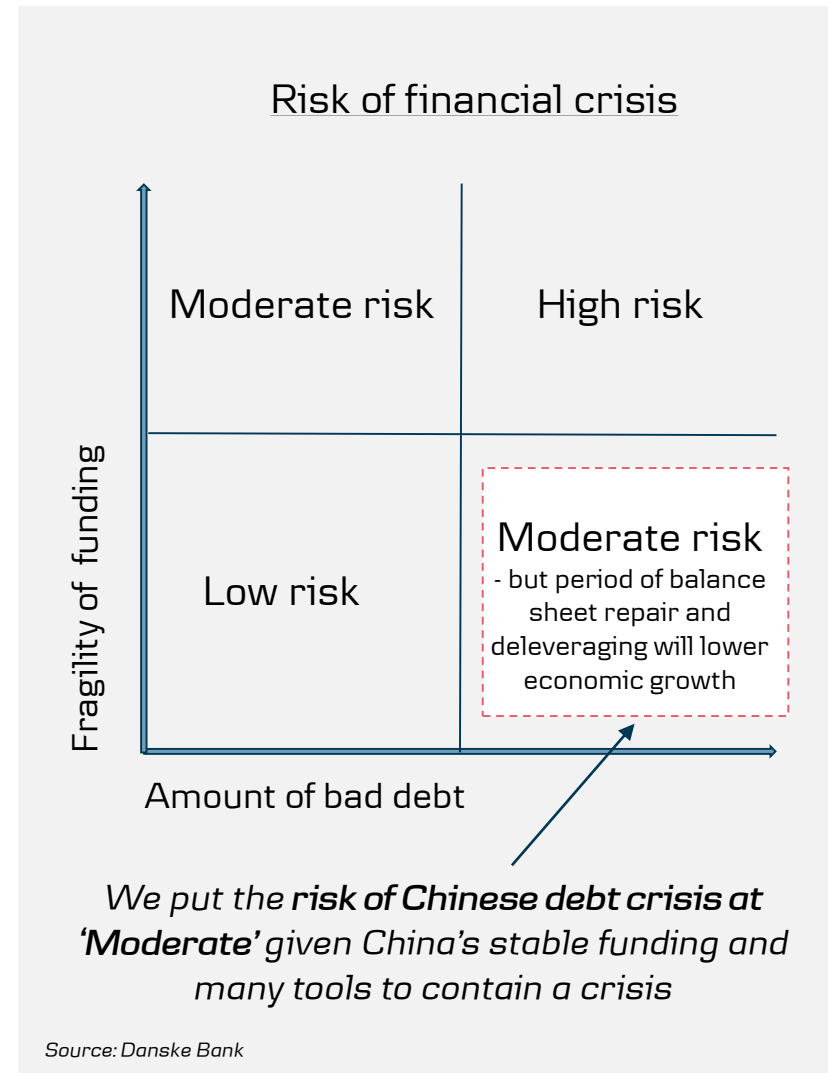 Risk of financial crisis
Moderate risk
High risk
Fragility of funding
Low risk
Moderate risk
- but period of balance
sheet repair and
deleveraging will lower
economic growth
Amount of bad debt
We put the risk of Chinese debt crisis at
‘Moderate’ given China’s stable funding and
many tools to contain a crisis
Source: Danske Bank